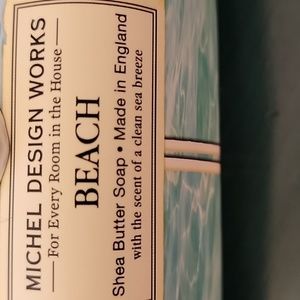 MICHEL DESIGN WORKS
For Every Room in the House
BEACH
Shea Butter Soap • Made in England
with the scent of a clean sea breeze